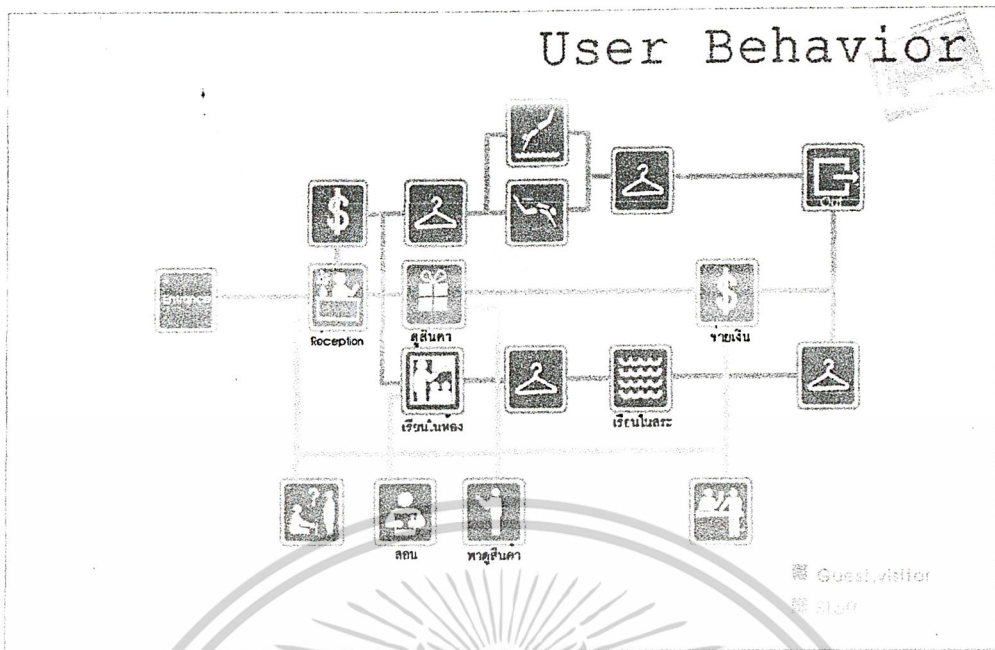 User Behavior
Out
Entrance
Reception
ดูสินค้า
จ่ายเงิน
เรียนในห้อง
เรียนในสระ
สอน
พาดูสินค้า
Guest,visitor
Staff